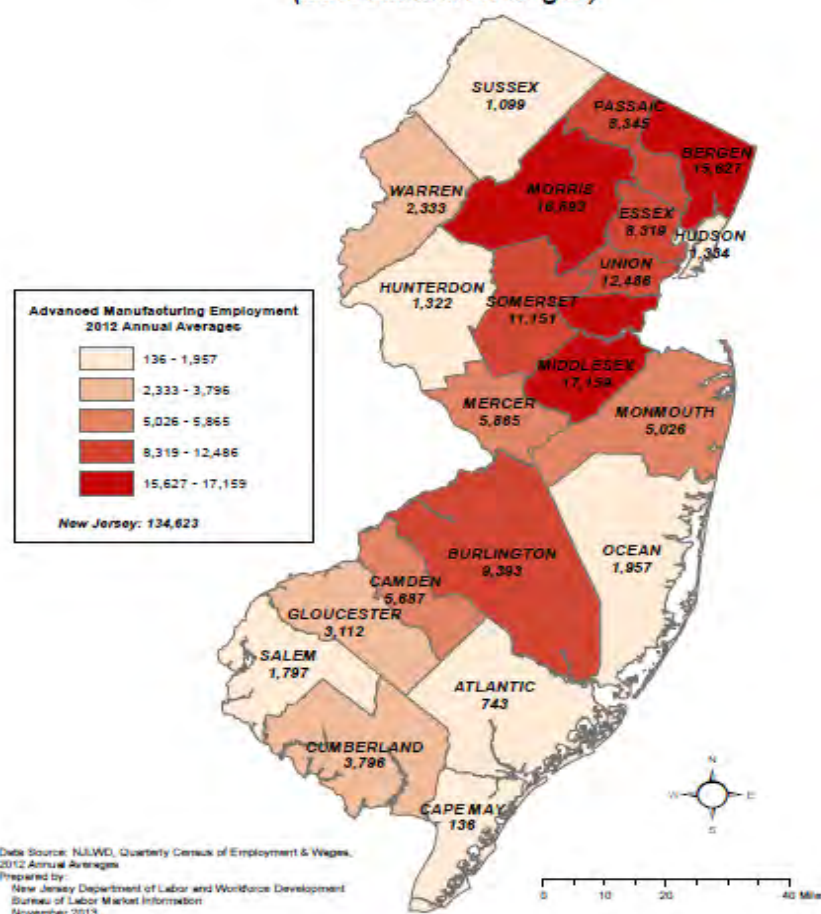 SUSSEX
1,099
PASSAIC
8,345
BERGEN
15,627
WARREN
2,333
MORRIS
ESSEX
8,319
HUDSON
1,334
UNION
12,486
HUNTERDON
1,322
SOMERSET
11,151
MIDDLESEX
17,159
MERCER
5,865
MONMOUTH
5,026
Advanced Manufacturing Employment
2012 Annual Averages
136 - 1,957
2,333 - 3,796
5,026 - 5,865
8,319 - 12,486
15,627 - 17,159
New Jersey: 134,623
BURLINGTON
9,393
OCEAN
1,957
CAMDEN
5,687
GLOUCESTER
3,112
SALEM
1,797
ATLANTIC
743
CUMBERLAND
3,796
CAPE MAY
136
N
W E
S
Data Source: NJLWD, Quarterly Census of Employment & Wages,
2012 Annual Averages
Prepared by:
New Jersey Department of Labor and Workforce Development
Bureau of Labor Market Information
November 2013
0 10 20 40 Miles